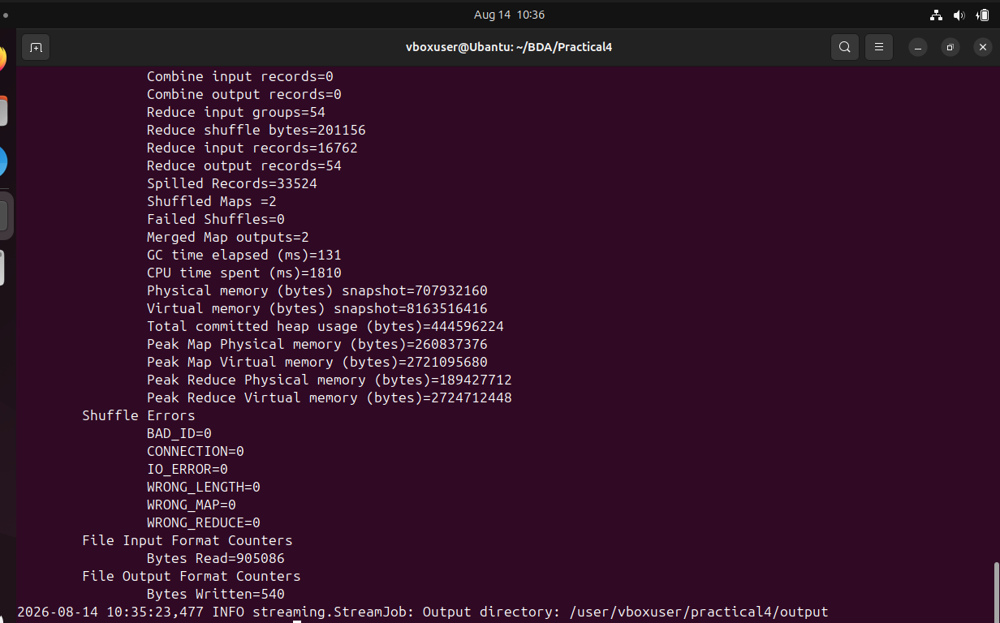 Aug 14 10:36
vboxuser@Ubantu: ~/BDA/Practical4
Combine input records=0
Combine output records=0
Reduce input groups=54
Reduce shuffle bytes=201156
Reduce input records=16762
Reduce output records=54
Spilled Records=33524
Shuffled Maps =2
Failed Shuffles=0
Merged Map outputs=2
GC time elapsed (ms)=131
CPU time spent (ms)=1810
Physical memory (bytes) snapshot=707932160
Virtual memory (bytes) snapshot=8163516416
Total committed heap usage (bytes)=444596224
Peak Map Physical memory (bytes)=260837376
Peak Map Virtual memory (bytes)=2721095680
Peak Reduce Physical memory (bytes)=189427712
Peak Reduce Virtual memory (bytes)=2724712448
Shuffle Errors
BAD_ID=0
CONNECTION=0
IO_ERROR=0
WRONG_LENGTH=0
WRONG_MAP=0
WRONG_REDUCE=0
File Input Format Counters
Bytes Read=905086
File Output Format Counters
Bytes Written=540
2026-08-14 10:35:23,477 INFO streaming.StreamJob: Output directory: /user/vboxuser/practical4/output